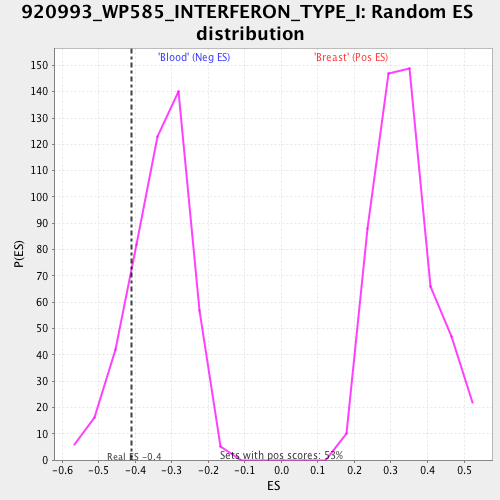 920993_WP585_INTERFERON_TYPE_I: Random ES
distribution
'Blood' (Neg ES)
'Breast' (Pos ES)
150
140
130
120
110
100
90
80
70
60
50
40
30
20
10
0
P(ES)
Real ES -0.4
Sets with pos scores: 53%
-0.6 -0.5 -0.4 -0.3 -0.2 -0.1 0.0 0.1 0.2 0.3 0.4 0.5
ES